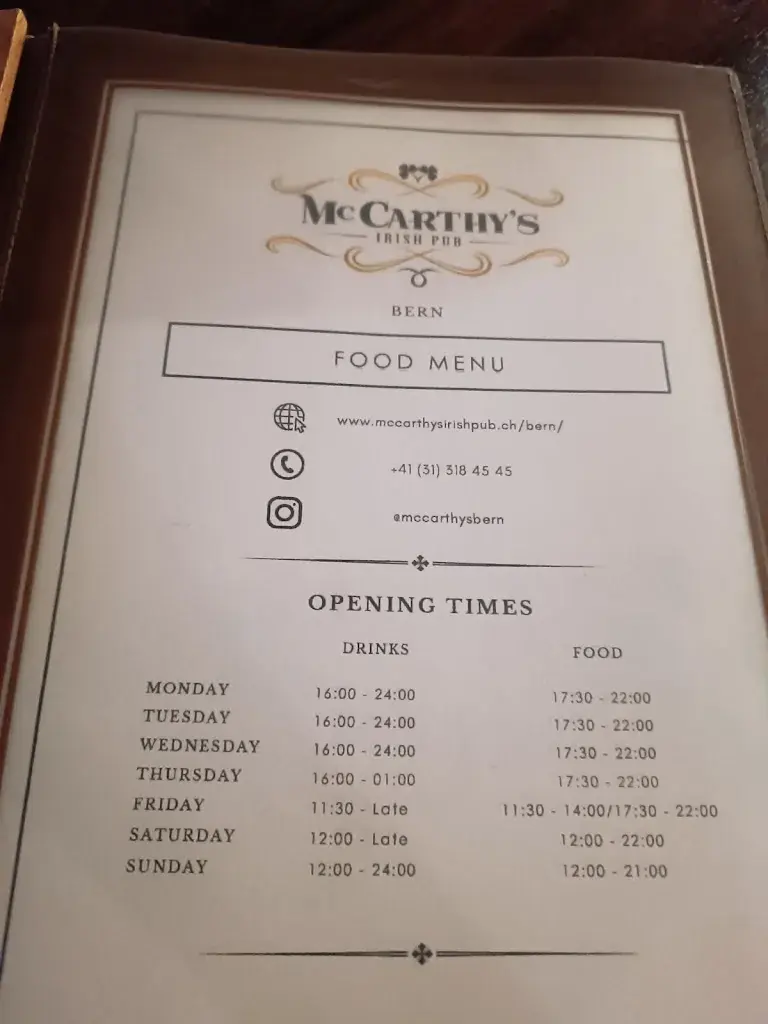 McCARTHY'S
IRISH PUB
BERN
FOOD MENU
www.mccarthysirishpub.ch/bern/
+41 (31) 318 45 45
@mccarthysbern
OPENING TIMES
DRINKS FOOD
MONDAY 16:00 - 24:00 17:30 - 22:00
TUESDAY 16:00 - 24:00 17:30 - 22:00
WEDNESDAY 16:00 - 24:00 17:30 - 22:00
THURSDAY 16:00 - 01:00 17:30 - 22:00
FRIDAY 11:30 - Late 11:30 - 14:00/17:30 - 22:00
SATURDAY 12:00 - Late 12:00 - 22:00
SUNDAY 12:00 - 24:00 12:00 - 21:00